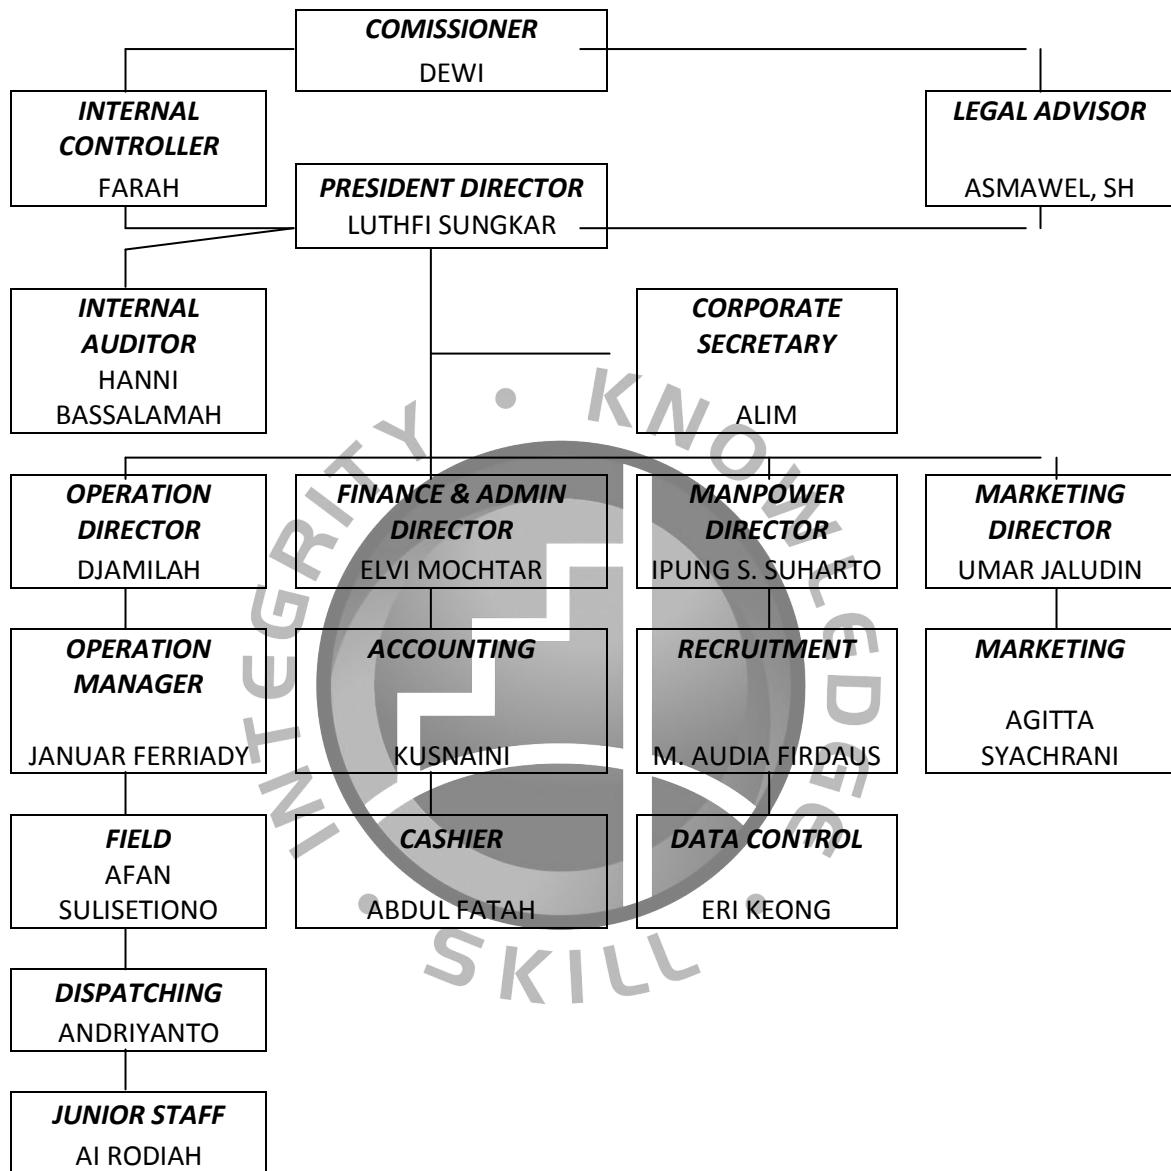 COMISSIONER
DEWI
INTERNAL
CONTROLLER
FARAH
LEGAL ADVISOR
ASMAWEL, SH
PRESIDENT DIRECTOR
LUTHFI SUNGKAR
INTERNAL
AUDITOR
HANNI
BASSALAMAH
CORPORATE
SECRETARY
ALIM
OPERATION
DIRECTOR
DJAMILAH
FINANCE & ADMIN
DIRECTOR
ELVI MOCHTAR
MANPOWER
DIRECTOR
IPUNG S. SUHARTO
MARKETING
DIRECTOR
UMAR JALUDIN
OPERATION
MANAGER
JANUAR FERRIADY
ACCOUNTING
KUSNAINI
RECRUITMENT
M. AUDIA FIRDAUS
MARKETING
AGITTA
SYACHRANI
FIELD
AFAN
SULISETIONO
CASHIER
ABDUL FATAH
DATA CONTROL
ERI KEONG
DISPATCHING
ANDRIYANTO
JUNIOR STAFF
AI RODIAH
INTEGRITY • KNOWLEDGE • SKILL •